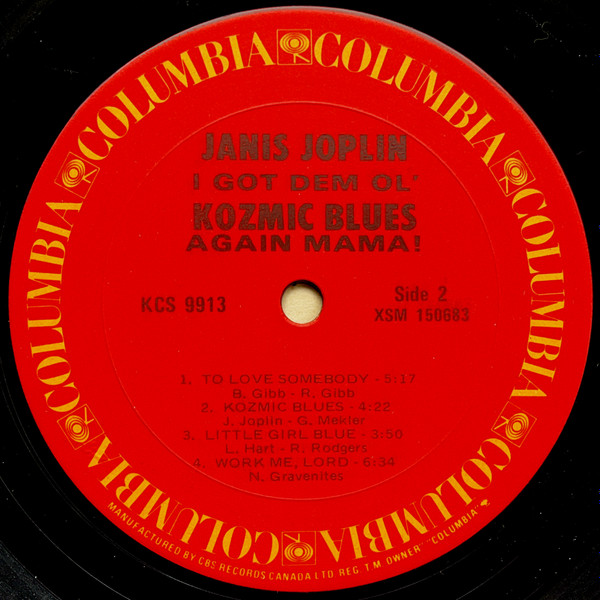 COLUMBIA COLUMBIA COLUMBIA COLUMBIA COLUMBIA COLUMBIA
JANIS JOPLIN
I GOT DEM OL'
KOZMIC BLUES
AGAIN MAMA!
KCS 9913
Side 2
XSM 150683
1. TO LOVE SOMEBODY - 5:17
B. Gibb - R. Gibb
2. KOZMIC BLUES - 4:22
J. Joplin - G. Mekler
3. LITTLE GIRL BLUE - 3:50
L. Hart - R. Rodgers
4. WORK ME, LORD - 6:34
N. Gravenites
MANUFACTURED BY CBS RECORDS CANADA LTD REG. T.M OWNER "COLUMBIA"